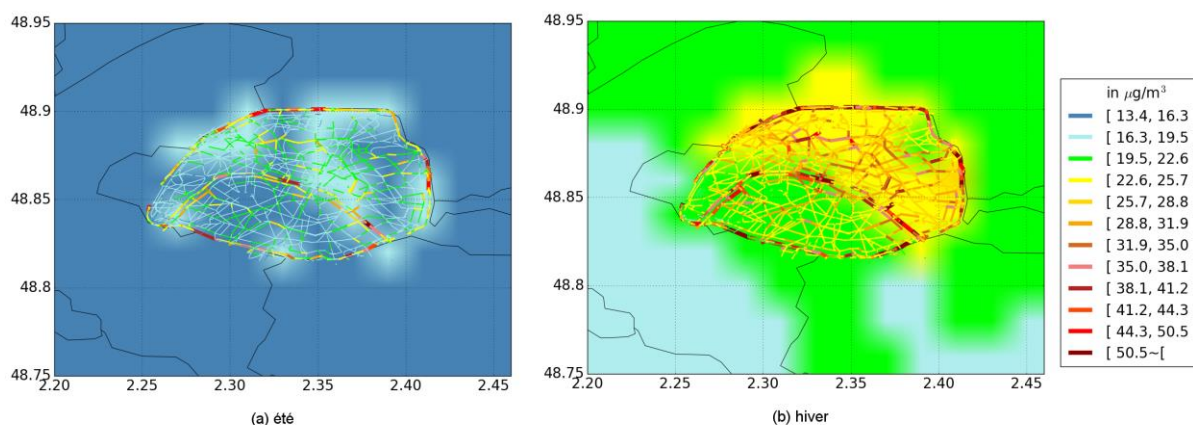 48.95
48.90
48.85
48.8
48.75
2.20
2.25
2.30
2.35
2.40
2.45
(a) été
48.95
48.90
48.85
48.8
48.75
2.20
2.25
2.30
2.35
2.40
2.45
(b) hiver
in μg/m³
[ 13.4, 16.3
[ 16.3, 19.5
[ 19.5, 22.6
[ 22.6, 25.7
[ 25.7, 28.8
[ 28.8, 31.9
[ 31.9, 35.0
[ 35.0, 38.1
[ 38.1, 41.2
[ 41.2, 44.3
[ 44.3, 50.5
[ 50.5~[